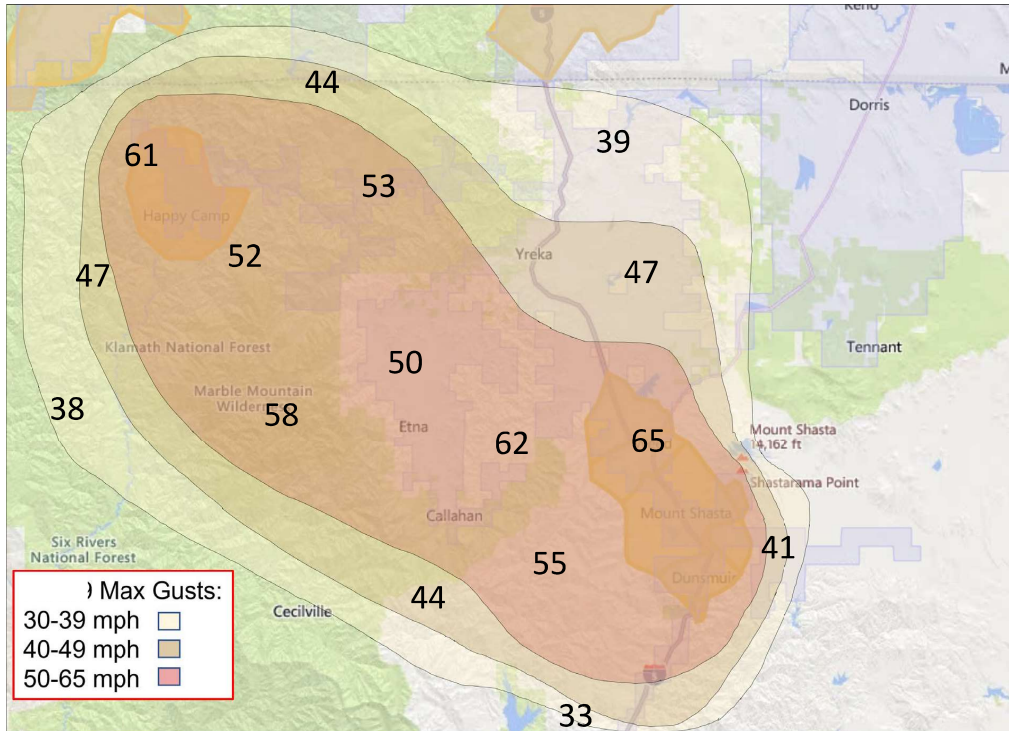 Keno
44
Dorris
39
61
53
Happy Camp
52
Yreka
47
47
Klamath National Forest
Tennant
50
Marble Mountain
38
58
Etna
62
65
Mount Shasta
14,162 ft
Shastarama Point
Callahan
Mount Shasta
Six Rivers
National Forest
55
41
Dunsmuir
) Max Gusts:
30-39 mph
40-49 mph
50-65 mph
Cecilville
44
33